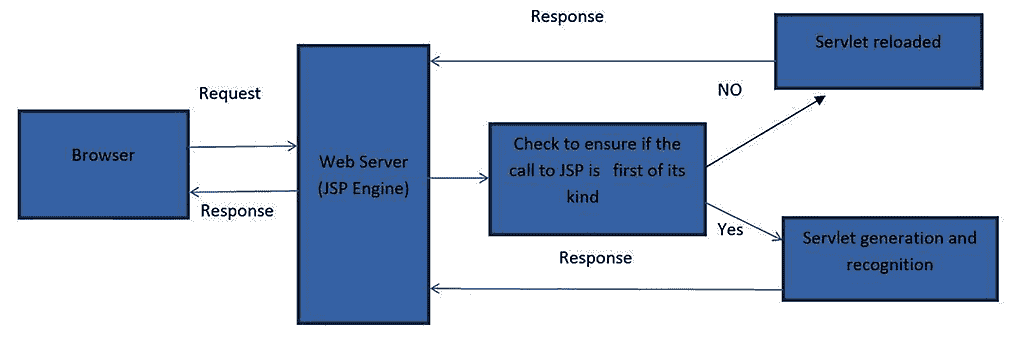 Response
Servlet reloaded
Request
NO
Browser
Web Server
(JSP Engine)
Check to ensure if the
call to JSP is first of its
kind
Response
Yes
Servlet generation and
recognition
Response